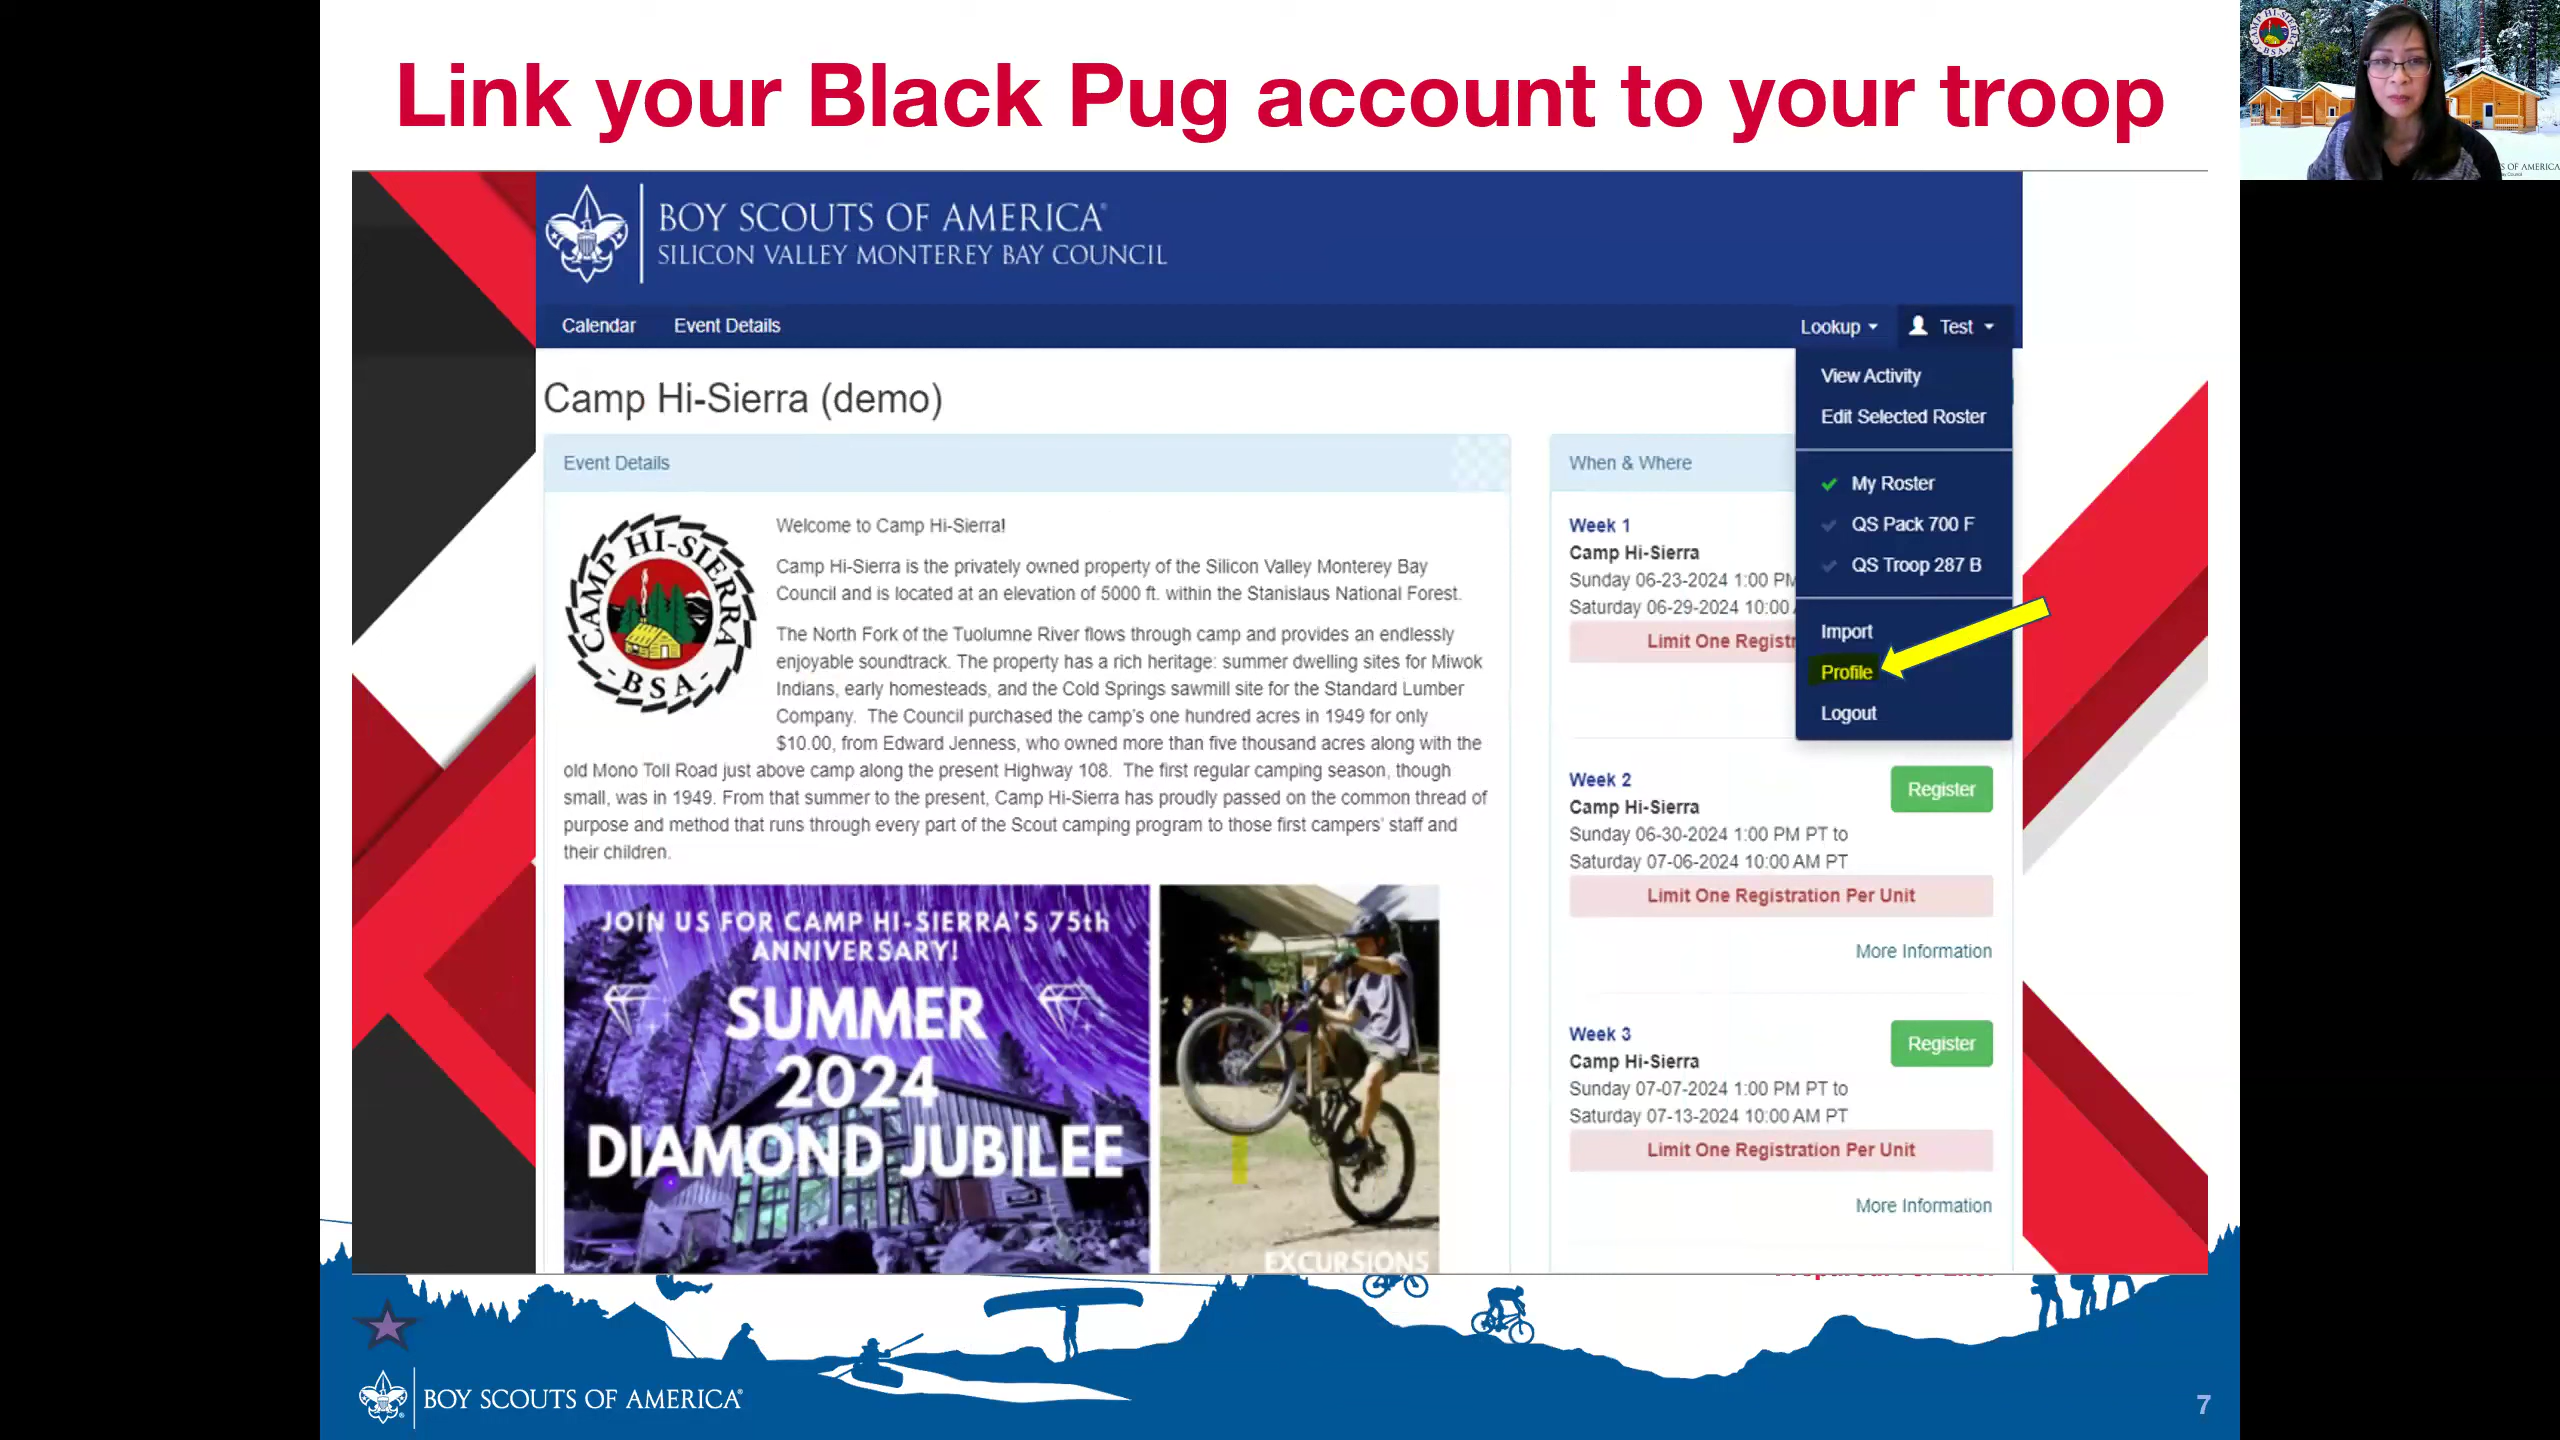 Link your Black Pug account to your troop
BOY SCOUTS OF AMERICA®
SILICON VALLEY MONTEREY BAY COUNCIL
Calendar
Event Details
Lookup
Test
View Activity
Edit Selected Roster
My Roster
QS Pack 700 F
QS Troop 287 B
Import
Profile
Logout
Camp Hi-Sierra (demo)
Event Details
CAMP HI-SIERRA
-BSA-
Welcome to Camp Hi-Sierra!
Camp Hi-Sierra is the privately owned property of the Silicon Valley Monterey Bay
Council and is located at an elevation of 5000 ft. within the Stanislaus National Forest.
The North Fork of the Tuolumne River flows through camp and provides an endlessly
enjoyable soundtrack. The property has a rich heritage: summer dwelling sites for Miwok
Indians, early homesteads, and the Cold Springs sawmill site for the Standard Lumber
Company. The Council purchased the camp's one hundred acres in 1949 for only
$10.00, from Edward Jenness, who owned more than five thousand acres along with the
old Mono Toll Road just above camp along the present Highway 108. The first regular camping season, though
small, was in 1949. From that summer to the present, Camp Hi-Sierra has proudly passed on the common thread of
purpose and method that runs through every part of the Scout camping program to those first campers' staff and
their children.
JOIN US FOR CAMP HI-SIERRA'S 75th
ANNIVERSARY!
SUMMER
2024
DIAMOND JUBILEE
EXCURSIONS
When & Where
Week 1
Camp Hi-Sierra
Sunday 06-23-2024 1:00 PM
Saturday 06-29-2024 10:00
Limit One Regist
Week 2
Register
Camp Hi-Sierra
Sunday 06-30-2024 1:00 PM PT to
Saturday 07-06-2024 10:00 AM PT
Limit One Registration Per Unit
More Information
Week 3
Register
Camp Hi-Sierra
Sunday 07-07-2024 1:00 PM PT to
Saturday 07-13-2024 10:00 AM PT
Limit One Registration Per Unit
More Information
BOY SCOUTS OF AMERICA®
7
CAMP HI-SIERRA
-BSA-
S OF AMERICA